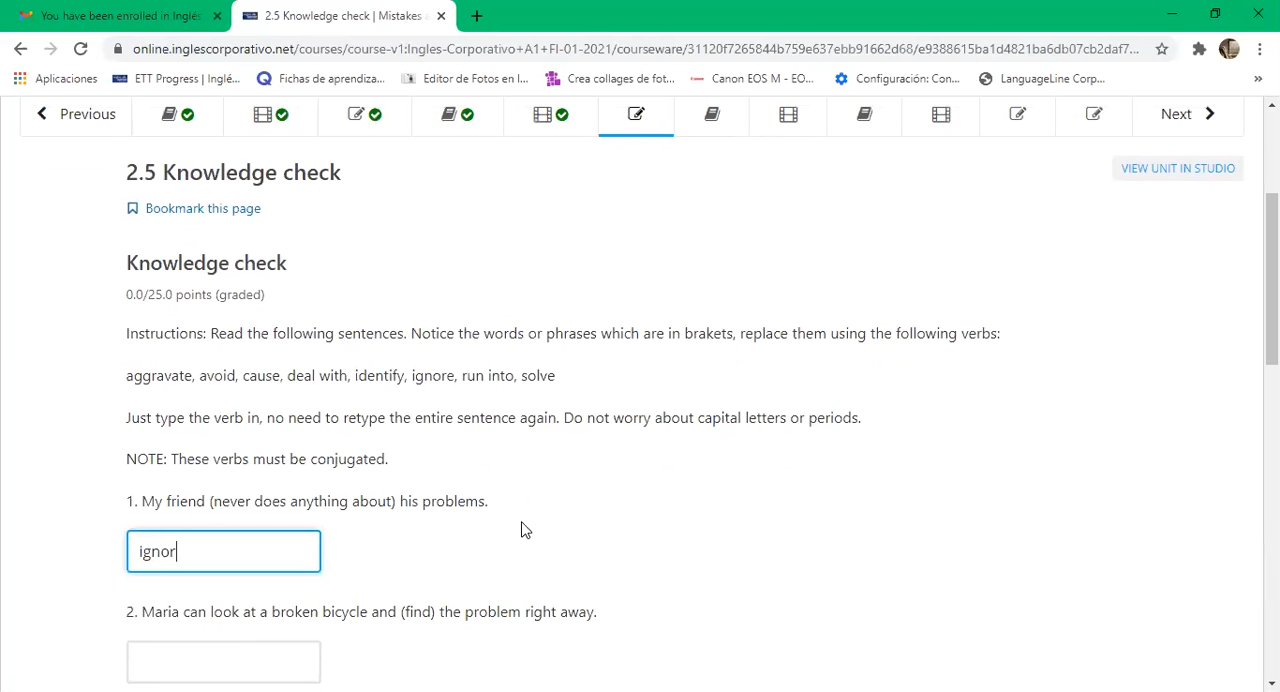 You have been enrolled in Inglés
2.5 Knowledge check | Mistakes a
online.inglescorporativo.net/courses/course-v1:Ingles-Corporativo+A1+FI-01-2021/courseware/31120f7265844b759e637ebb91662d68/e9388615ba1d4821ba6db07cb2daf7...
Aplicaciones
ETT Progress | Inglé...
Fichas de aprendiza...
Editor de Fotos en l...
Crea collages de fot...
Canon EOS M - EO...
Configuración: Con...
LanguageLine Corp...
»
Previous
Next
2.5 Knowledge check
VIEW UNIT IN STUDIO
Bookmark this page
Knowledge check
0.0/25.0 points (graded)
Instructions: Read the following sentences. Notice the words or phrases which are in brakets, replace them using the following verbs:
aggravate, avoid, cause, deal with, identify, ignore, run into, solve
Just type the verb in, no need to retype the entire sentence again. Do not worry about capital letters or periods.
NOTE: These verbs must be conjugated.
1. My friend (never does anything about) his problems.
ignor
2. Maria can look at a broken bicycle and (find) the problem right away.